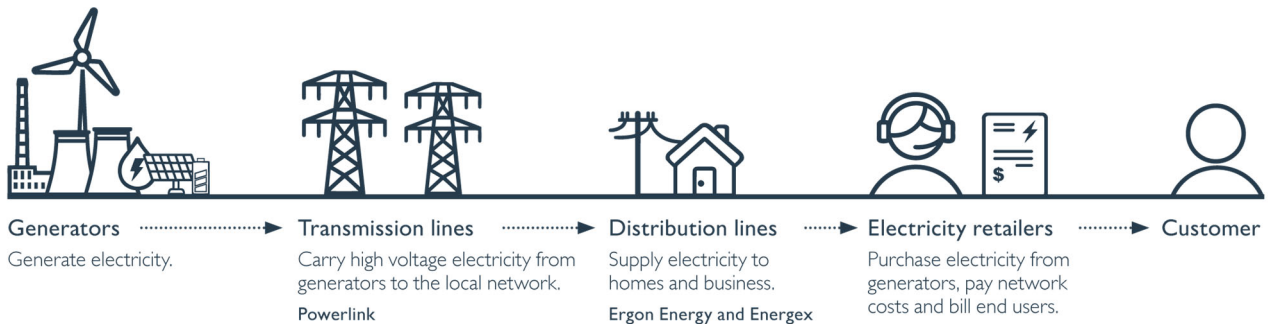 $
Generators
Transmission lines
Distribution lines
Electricity retailers
Customer
Generate electricity.
Carry high voltage electricity from
generators to the local network.
Powerlink
Supply electricity to
homes and business.
Ergon Energy and Energex
Purchase electricity from
generators, pay network
costs and bill end users.